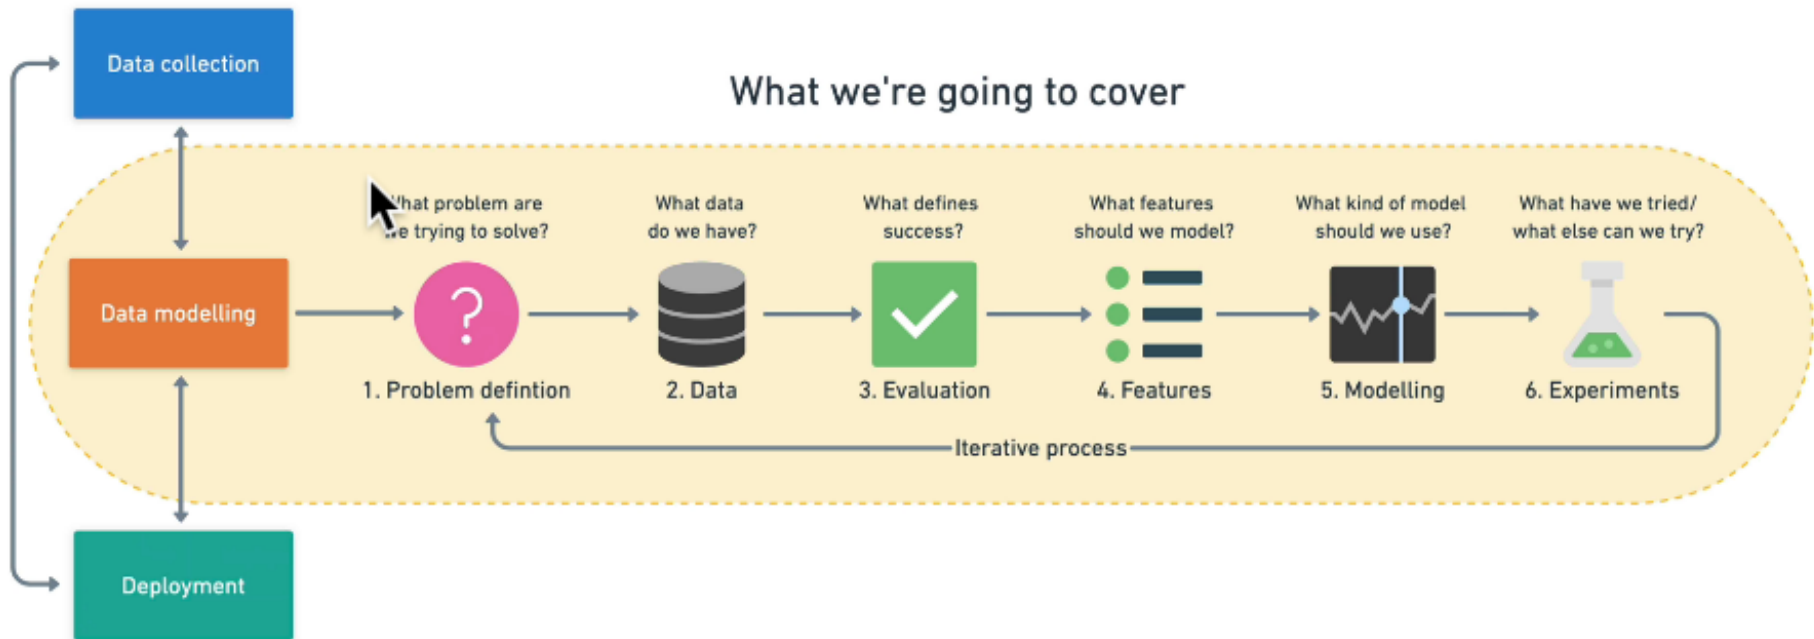 Data collection
What we're going to cover
What problem are
we trying to solve?
What data
do we have?
What defines
success?
What features
should we model?
What kind of model
should we use?
What have we tried/
what else can we try?
Data modelling
1. Problem defintion
2. Data
3. Evaluation
4. Features
5. Modelling
6. Experiments
Iterative process
Deployment